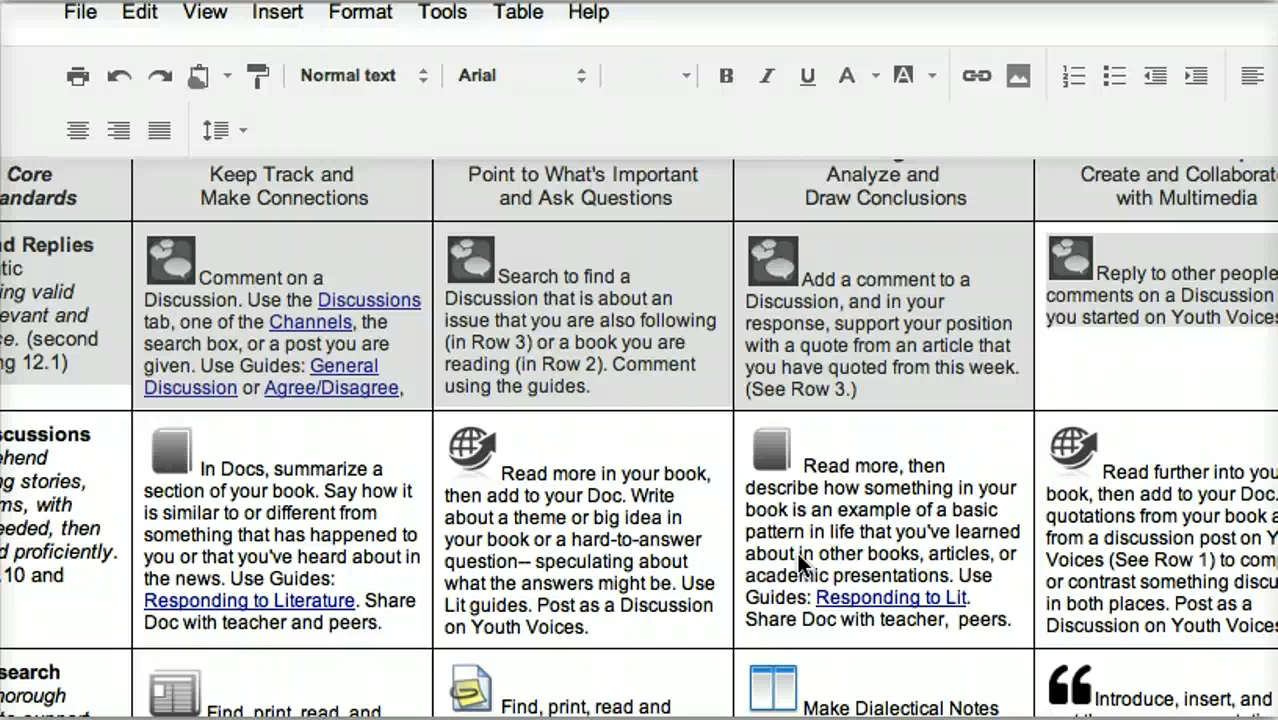 File Edit View Insert Format Tools Table Help
Normal text Arial
Core
andards
Keep Track and
Make Connections
Point to What's Important
and Ask Questions
Analyze and
Draw Conclusions
Create and Collaborat
with Multimedia
nd Replies
tic
ing valid
evant and
ce. (second
ng 12.1)
Comment on a
Discussion. Use the Discussions
tab, one of the Channels, the
search box, or a post you are
given. Use Guides: General
Discussion or Agree/Disagree,
Search to find a
Discussion that is about an
issue that you are also following
(in Row 3) or a book you are
reading (in Row 2). Comment
using the guides.
Add a comment to a
Discussion, and in your
response, support your position
with a quote from an article that
you have quoted from this week.
(See Row 3.)
Reply to other people
comments on a Discussion
you started on Youth Voices
scussions
ehend
ng stories,
ms, with
eeded, then
d proficiently.
.10 and
In Docs, summarize a
section of your book. Say how it
is similar to or different from
something that has happened to
you or that you've heard about in
the news. Use Guides:
Responding to Literature. Share
Doc with teacher and peers.
Read more in your book,
then add to your Doc. Write
about a theme or big idea in
your book or a hard-to-answer
question-- speculating about
what the answers might be. Use
Lit guides. Post as a Discussion
on Youth Voices.
Read more, then
describe how something in your
book is an example of a basic
pattern in life that you've learned
about in other books, articles, or
academic presentations. Use
Guides: Responding to Lit.
Share Doc with teacher, peers.
Read further into you
book, then add to your Doc.
quotations from your book a
from a discussion post on Y
Voices (See Row 1) to com
or contrast something discu
in both places. Post as a
Discussion on Youth Voices
search
horough
Find, print, read, and
Find, print, read and
Make Dialectical Notes
Introduce, insert, and